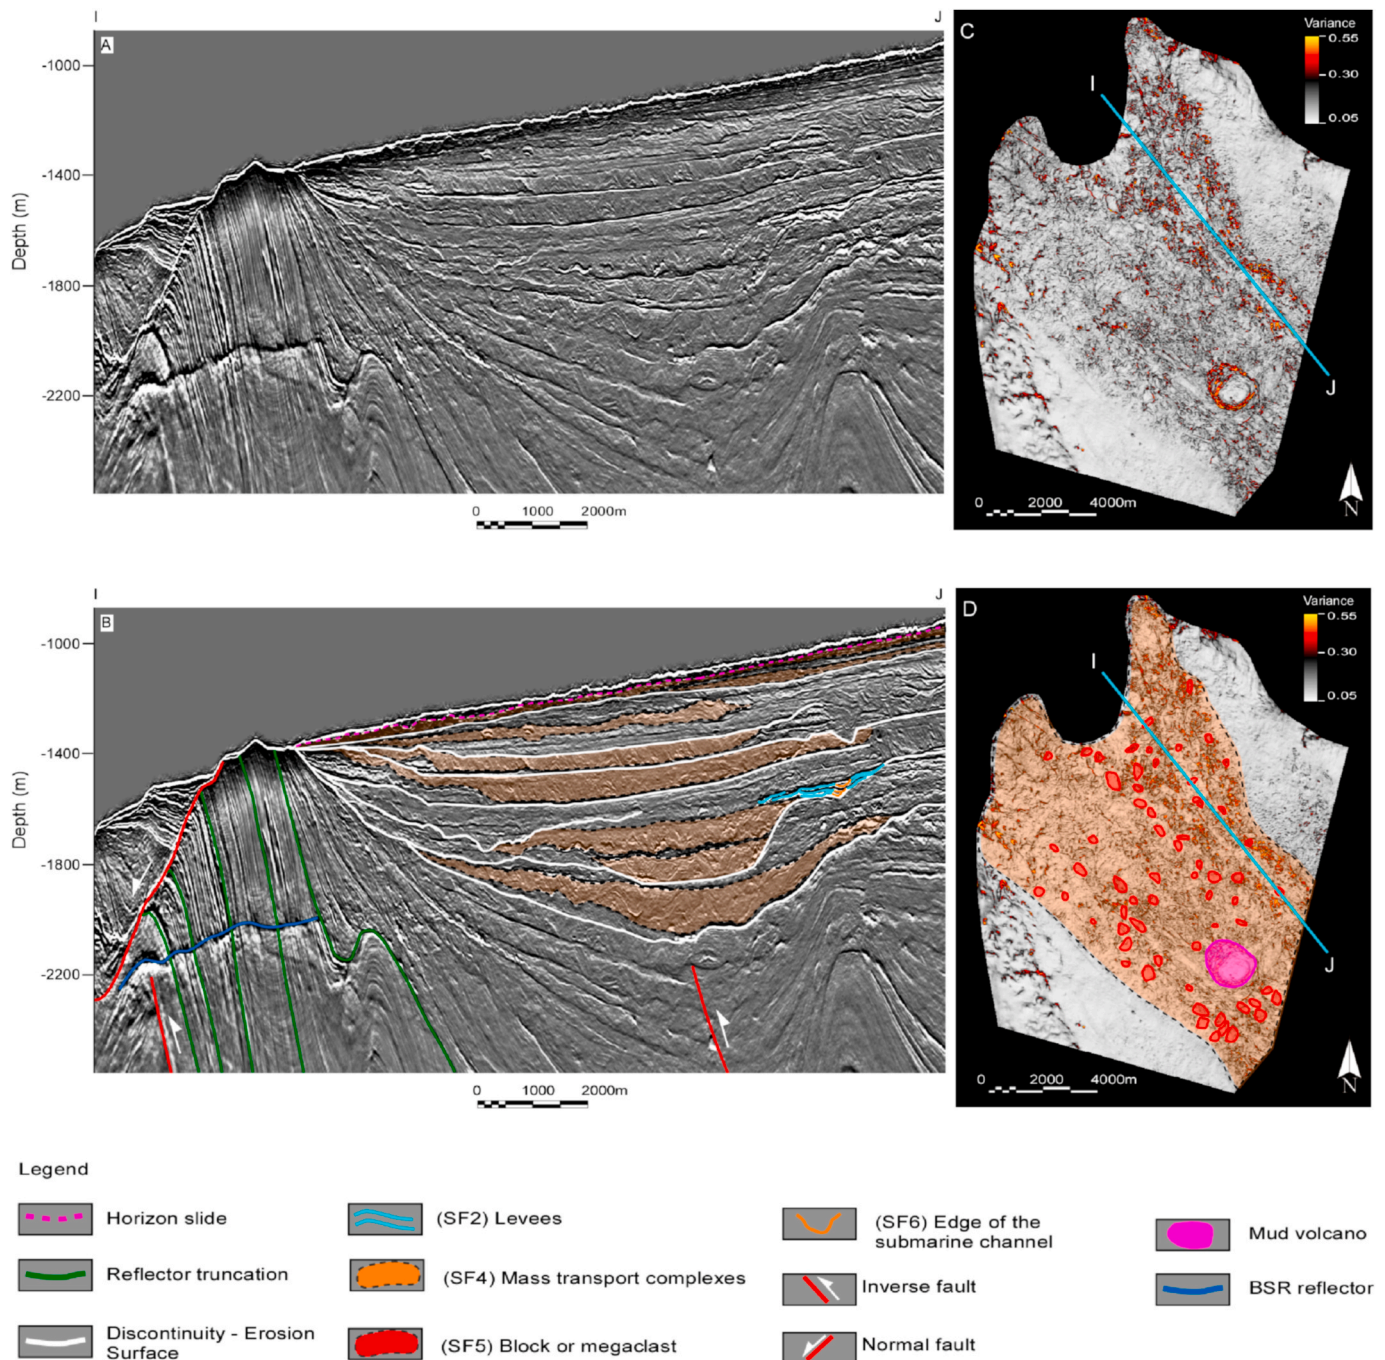 I
J
A
-1000
-1400
-1800
-2200
Depth (m)
0 1000 2000m
C
Variance
0.55
0.30
0.05
I
J
0 2000 4000m
N
I
J
B
-1000
-1400
-1800
-2200
Depth (m)
0 1000 2000m
D
Variance
0.55
0.30
0.05
I
J
0 2000 4000m
N
Legend
Horizon slide
Reflector truncation
Discontinuity - Erosion
Surface
(SF2) Levees
(SF4) Mass transport complexes
(SF5) Block or megaclast
(SF6) Edge of the
submarine channel
Inverse fault
Normal fault
Mud volcano
BSR reflector